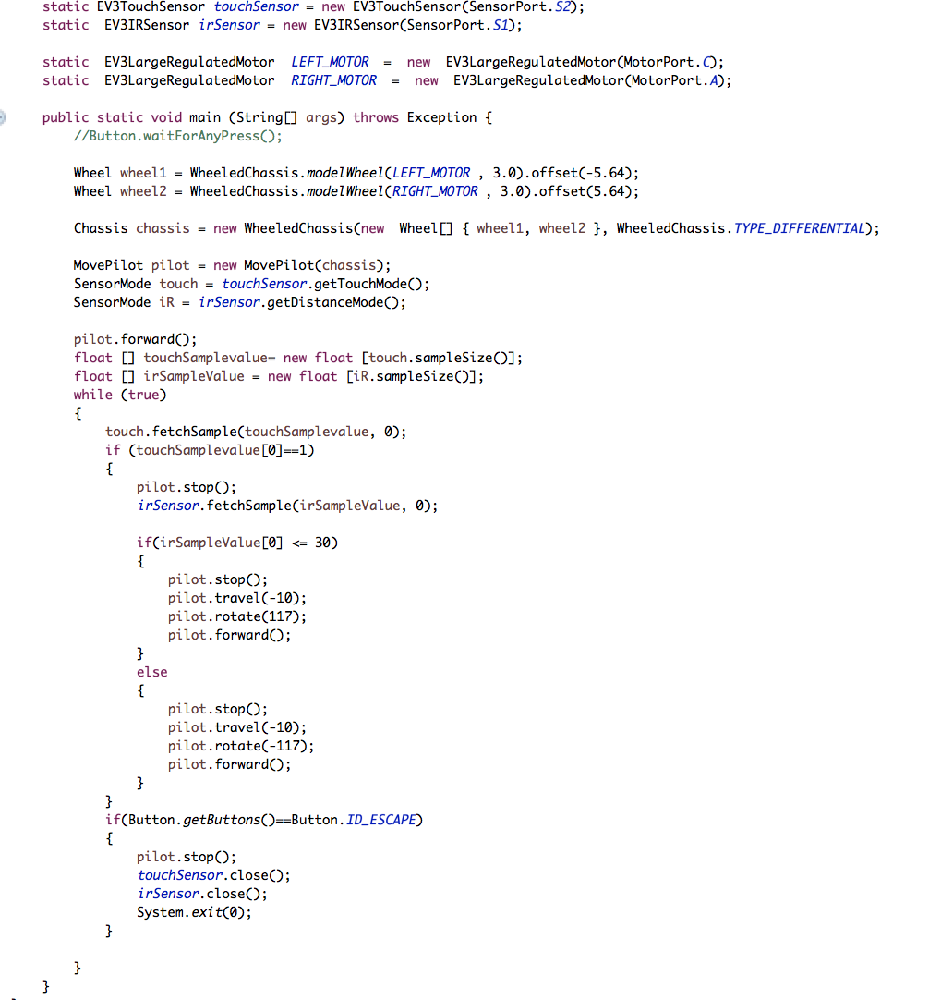 static EV3TouchSensor touchSensor = new EV3TouchSensor(SensorPort.S2);
static  EV3IRSensor irSensor = new EV3IRSensor(SensorPort.S1);
static  EV3LargeRegulatedMotor  LEFT_MOTOR  =  new  EV3LargeRegulatedMotor(MotorPort.C);
static  EV3LargeRegulatedMotor  RIGHT_MOTOR  =  new  EV3LargeRegulatedMotor(MotorPort.A);
public static void main (String[] args) throws Exception {
//Button.waitForAnyPress();
Wheel wheel1 = WheeledChassis.modelWheel(LEFT_MOTOR , 3.0).offset(-5.64);
Wheel wheel2 = WheeledChassis.modelWheel(RIGHT_MOTOR , 3.0).offset(5.64);
Chassis chassis = new WheeledChassis(new  Wheel[] { wheel1, wheel2 }, WheeledChassis.TYPE_DIFFERENTIAL);
MovePilot pilot = new MovePilot(chassis);
SensorMode touch = touchSensor.getTouchMode();
SensorMode iR = irSensor.getDistanceMode();
pilot.forward();
float [] touchSamplevalue= new float [touch.sampleSize()];
float [] irSampleValue = new float [iR.sampleSize()];
while (true)
{
touch.fetchSample(touchSamplevalue, 0);
if (touchSamplevalue[0]==1)
{
pilot.stop();
irSensor.fetchSample(irSampleValue, 0);
if(irSampleValue[0] <= 30)
{
pilot.stop();
pilot.travel(-10);
pilot.rotate(117);
pilot.forward();
}
else
{
pilot.stop();
pilot.travel(-10);
pilot.rotate(-117);
pilot.forward();
}
}
if(Button.getButtons()==Button.ID_ESCAPE)
{
pilot.stop();
touchSensor.close();
irSensor.close();
System.exit(0);
}
}
}